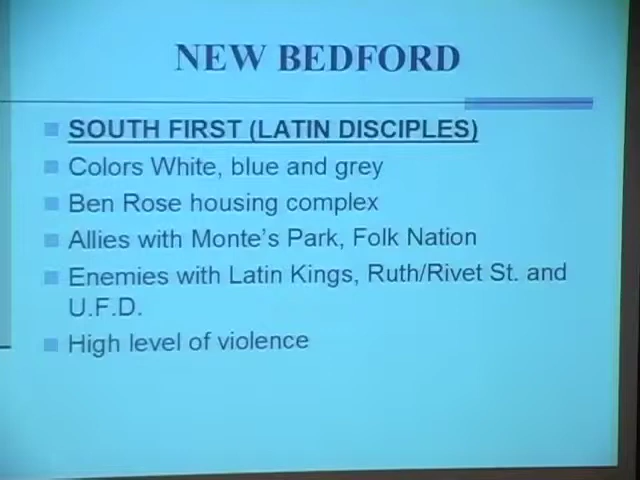 NEW BEDFORD
SOUTH FIRST (LATIN DISCIPLES)
Colors White, blue and grey
Ben Rose housing complex
Allies with Monte's Park, Folk Nation
Enemies with Latin Kings, Ruth/Rivet St. and
U.F.D.
High level of violence